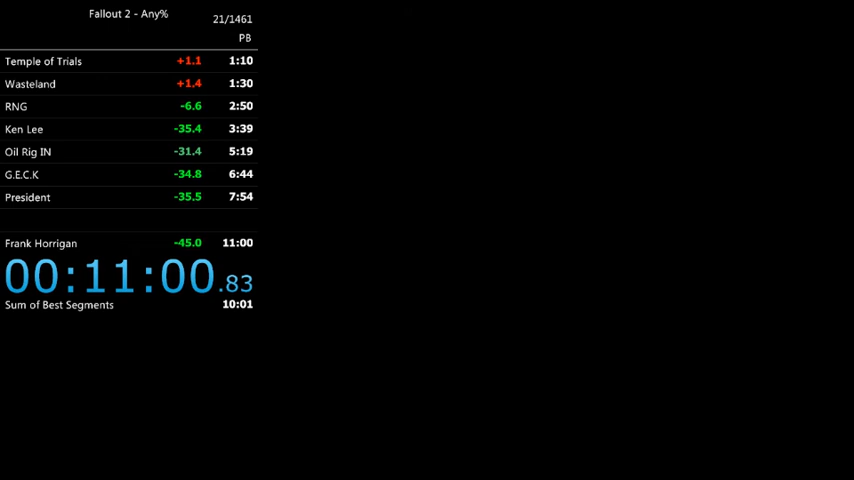 Fallout 2 - Any%
21/1461
PB
Temple of Trials +1.1 1:10
Wasteland +1.4 1:30
RNG -6.6 2:50
Ken Lee -35.4 3:39
Oil Rig IN -31.4 5:19
G.E.C.K -34.8 6:44
President -35.5 7:54
Frank Horrigan -45.0 11:00
00:11:00.83
Sum of Best Segments 10:01